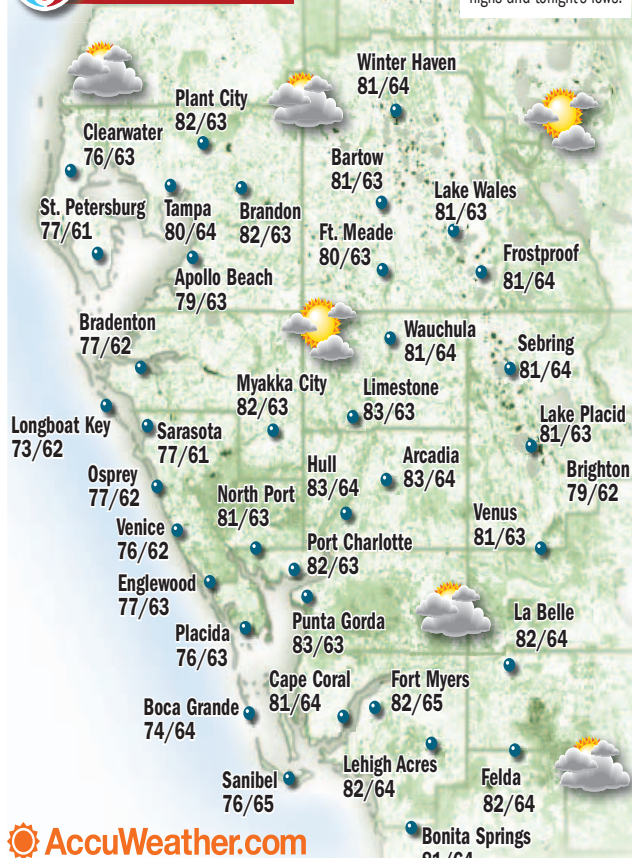 highs and tonight's lows.
Winter Haven
81/64
Plant City
82/63
Clearwater
76/63
Bartow
81/63
Lake Wales
81/63
St. Petersburg
77/61
Tampa
80/64
Brandon
82/63
Ft. Meade
80/63
Frostproof
81/64
Apollo Beach
79/63
Bradenton
77/62
Wauchula
81/64
Sebring
81/64
Myakka City
82/63
Limestone
83/63
Longboat Key
73/62
Sarasota
77/61
Lake Placid
81/63
Osprey
77/62
Hull
83/64
Arcadia
83/64
Brighton
79/62
North Port
81/63
Venus
81/63
Venice
76/62
Port Charlotte
82/63
Englewood
77/63
Placida
76/63
Punta Gorda
83/63
La Belle
82/64
Cape Coral
81/64
Fort Myers
82/65
Boca Grande
74/64
Lehigh Acres
82/64
Sanibel
76/65
Felda
82/64
AccuWeather.com
Bonita Springs
81/64